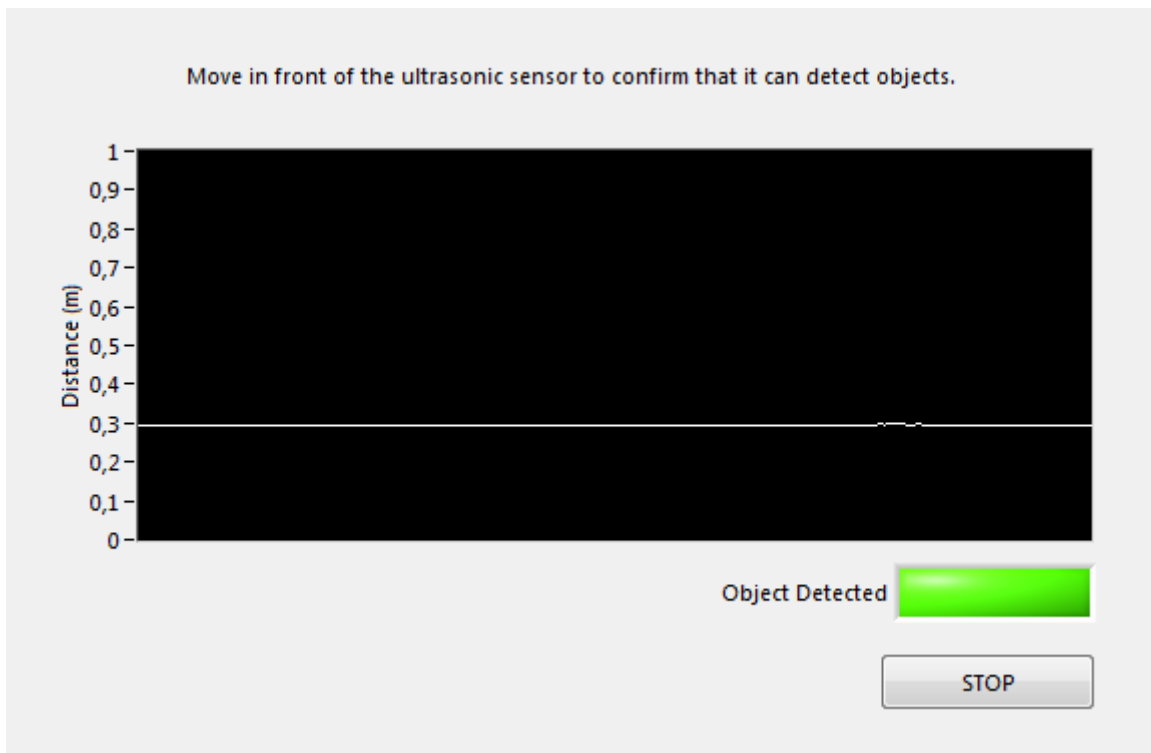 Move in front of the ultrasonic sensor to confirm that it can detect objects.
1
0,9
0,8
0,7
0,6
0,5
0,4
0,3
0,2
0,1
0
Distance (m)
Object Detected
STOP